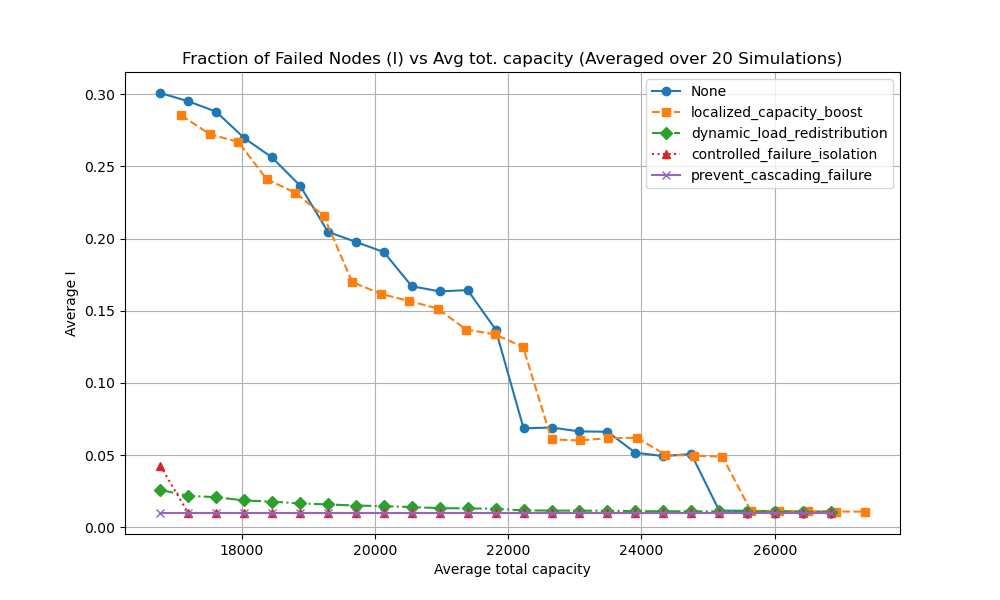 Fraction of Failed Nodes (I) vs Avg tot. capacity (Averaged over 20 Simulations)
None
localized_capacity_boost
dynamic_load_redistribution
controlled_failure_isolation
prevent_cascading_failure
Average I
0.30
0.25
0.20
0.15
0.10
0.05
0.00
18000 20000 22000 24000 26000
Average total capacity